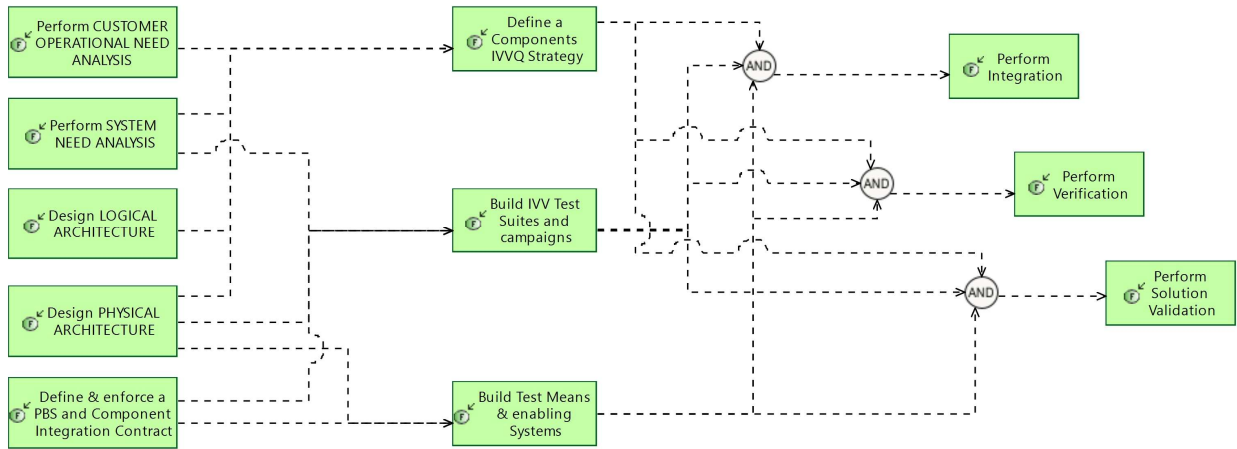 Perform CUSTOMER
OPERATIONAL NEED
ANALYSIS
Perform SYSTEM
NEED ANALYSIS
Design LOGICAL
ARCHITECTURE
Design PHYSICAL
ARCHITECTURE
Define & enforce a
PBS and Component
Integration Contract
Define a
Components
IVVQ Strategy
Build IVV Test
Suites and
campaigns
Build Test Means
& enabling
Systems
AND
AND
AND
Perform
Integration
Perform
Verification
Perform
Solution
Validation
F
F
F
F
F
F
F
F
F
F
F